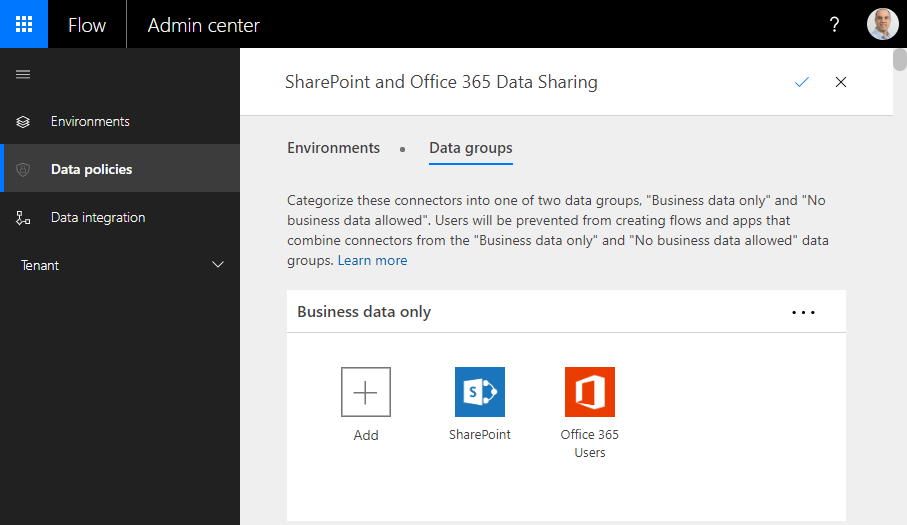 Flow
Admin center
?
SharePoint and Office 365 Data Sharing
Environments
Data policies
Data integration
Tenant
Environments • Data groups
Categorize these connectors into one of two data groups, "Business data only" and "No
business data allowed". Users will be prevented from creating flows and apps that
combine connectors from the "Business data only" and "No business data allowed" data
groups. Learn more
Business data only
Add
SharePoint
Office 365
Users